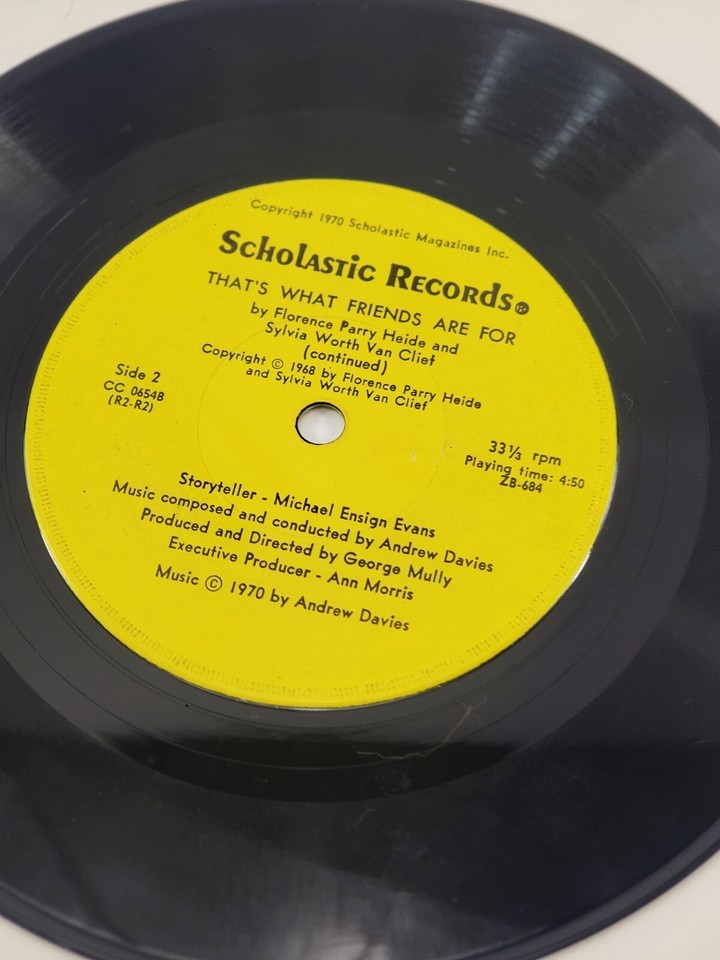 Copyright 1970 Scholastic Magazines Inc.
Scholastic Records®
THAT'S WHAT FRIENDS ARE FOR
by Florence Parry Heide and
Sylvia Worth Van Clief
(continued)
Copyright © 1968 by Florence Parry Heide
and Sylvia Worth Van Clief
Side 2
CC 0654B
(R2-R2)
33⅓ rpm
Playing time: 4:50
ZB-684
Storyteller - Michael Ensign Evans
Music composed and conducted by Andrew Davies
Produced and Directed by George Mully
Executive Producer - Ann Morris
Music © 1970 by Andrew Davies